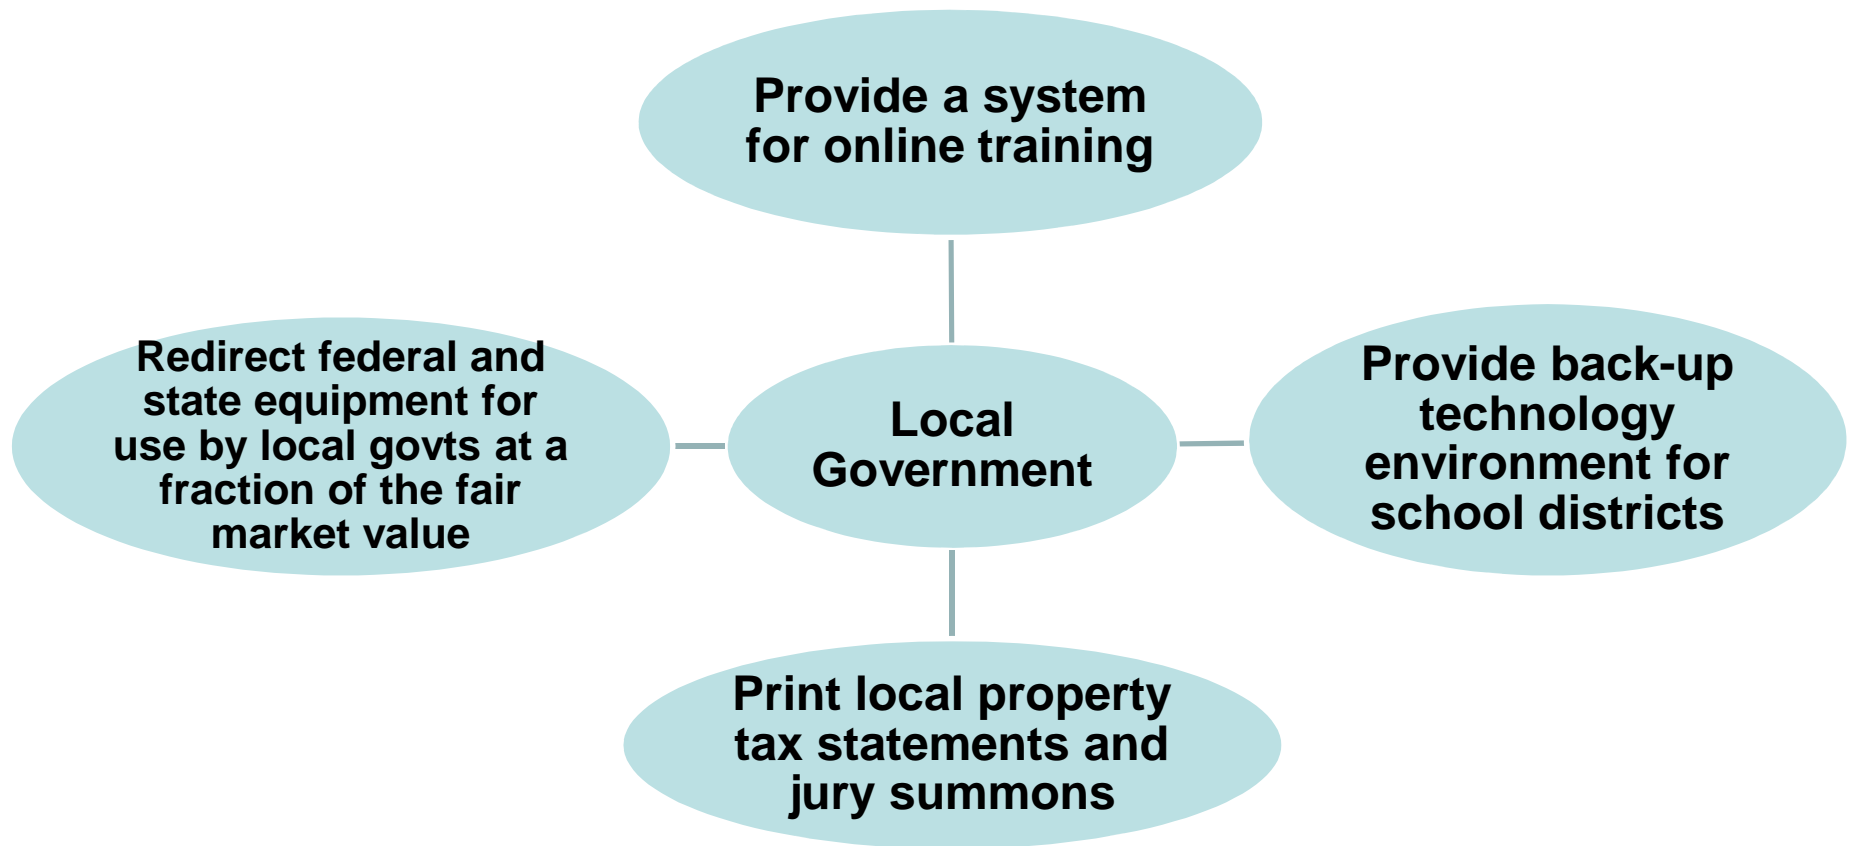 Provide a system
for online training
Redirect federal and
state equipment for
use by local govts at a
fraction of the fair
market value
Local
Government
Provide back-up
technology
environment for
school districts
Print local property
tax statements and
jury summons